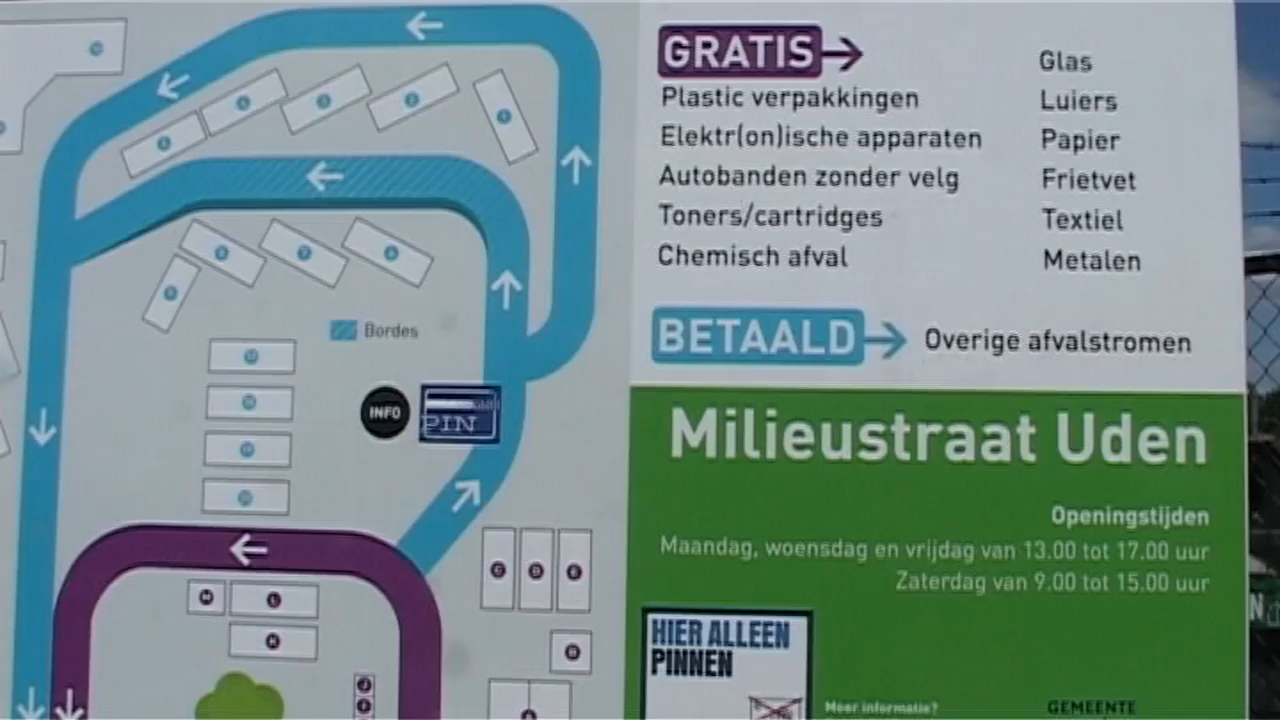 GRATIS
Plastic verpakkingen
Elektr(on)ische apparaten
Autobanden zonder velg
Toners/cartridges
Chemisch afval
Glas
Luiers
Papier
Frietvet
Textiel
Metalen
BETAALD
Overige afvalstromen
Bordes
INFO
PIN
Milieustraat Uden
Openingstijden
Maandag, woensdag en vrijdag van 13.00 tot 17.00 uur
Zaterdag van 9.00 tot 15.00 uur
HIER ALLEEN
PINNEN
Meer informatie?
GEMEENTE
M
L
K
J